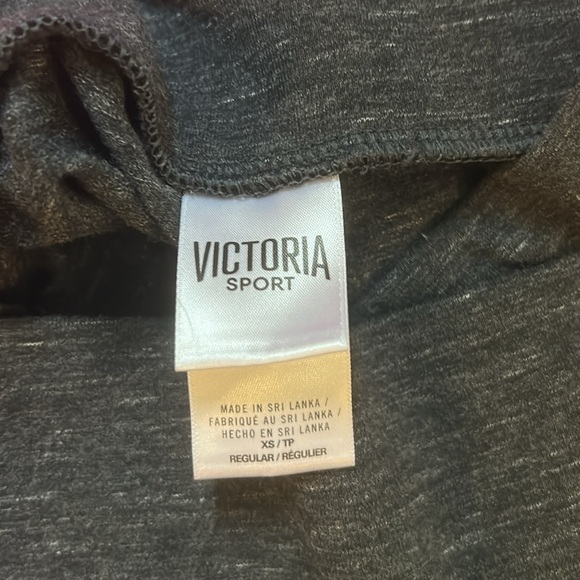 VICTORIA
SPORT
MADE IN SRI LANKA /
FABRIQUÉ AU SRI LANKA /
HECHO EN SRI LANKA
XS / TP
REGULAR / RÉGULIER